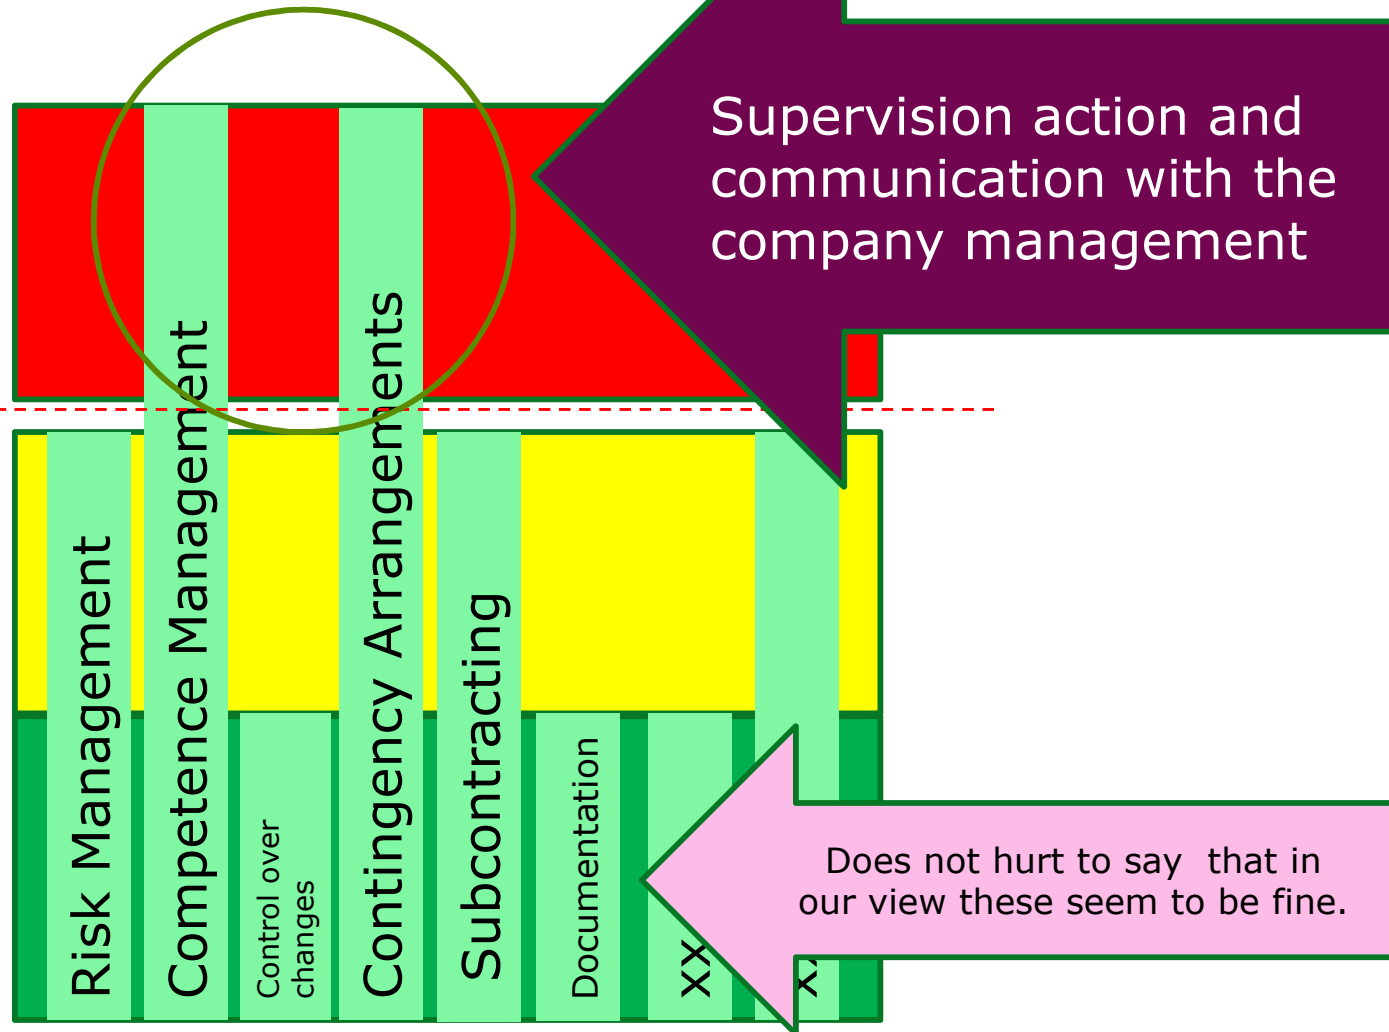 Supervision action and
communication with the
company management
Risk Management
Competence Management
Control over
changes
Contingency Arrangements
Subcontracting
Documentation
xx
Does not hurt to say  that in
our view these seem to be fine.